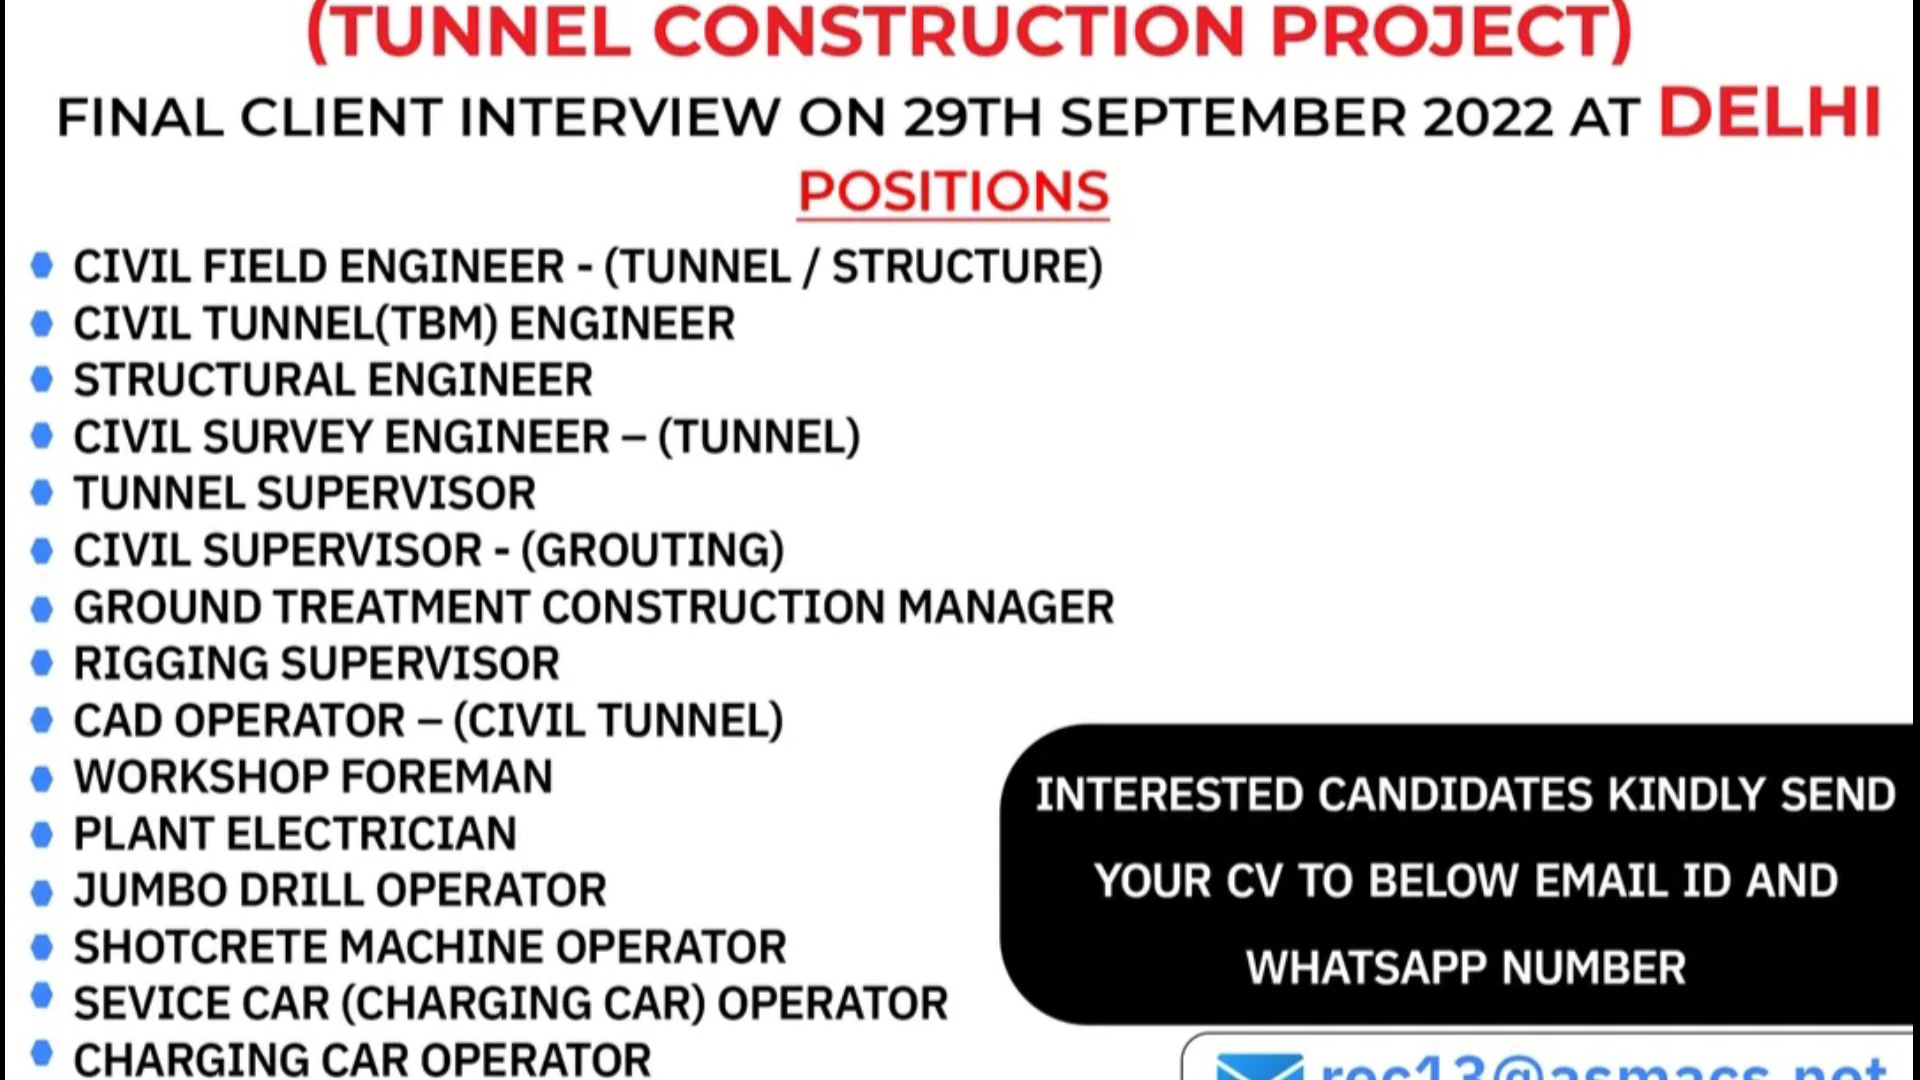 (TUNNEL CONSTRUCTION PROJECT)
FINAL CLIENT INTERVIEW ON 29TH SEPTEMBER 2022 AT DELHI
POSITIONS
CIVIL FIELD ENGINEER - (TUNNEL / STRUCTURE)
CIVIL TUNNEL(TBM) ENGINEER
STRUCTURAL ENGINEER
CIVIL SURVEY ENGINEER – (TUNNEL)
TUNNEL SUPERVISOR
CIVIL SUPERVISOR - (GROUTING)
GROUND TREATMENT CONSTRUCTION MANAGER
RIGGING SUPERVISOR
CAD OPERATOR – (CIVIL TUNNEL)
WORKSHOP FOREMAN
PLANT ELECTRICIAN
JUMBO DRILL OPERATOR
SHOTCRETE MACHINE OPERATOR
SEVICE CAR (CHARGING CAR) OPERATOR
CHARGING CAR OPERATOR
INTERESTED CANDIDATES KINDLY SEND
YOUR CV TO BELOW EMAIL ID AND
WHATSAPP NUMBER
rec13@asmacs.net